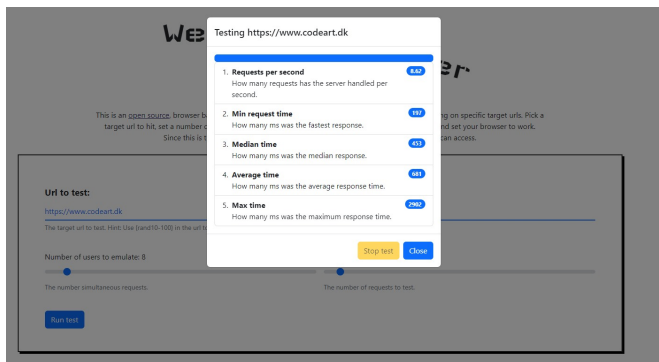 We
er
Testing https://www.codeart.dk
1. Requests per second 8.62
How many requests has the server handled per
second.
2. Min request time 197
How many ms was the fastest response.
3. Median time 453
How many ms was the median response.
4. Average time 681
How many ms was the average response time.
5. Max time 2902
How many ms was the maximum response time.
Stop test Close
This is an open source, browser b
ng on specific target urls. Pick a
target url to hit, set a number o
nd set your browser to work.
Since this is t
can access.
Url to test:
https://www.codeart.dk
The target url to test. Hint: Use {rand10-100} in the url to
Number of users to emulate: 8
The number simultaneous requests.
The number of requests to test.
Run test